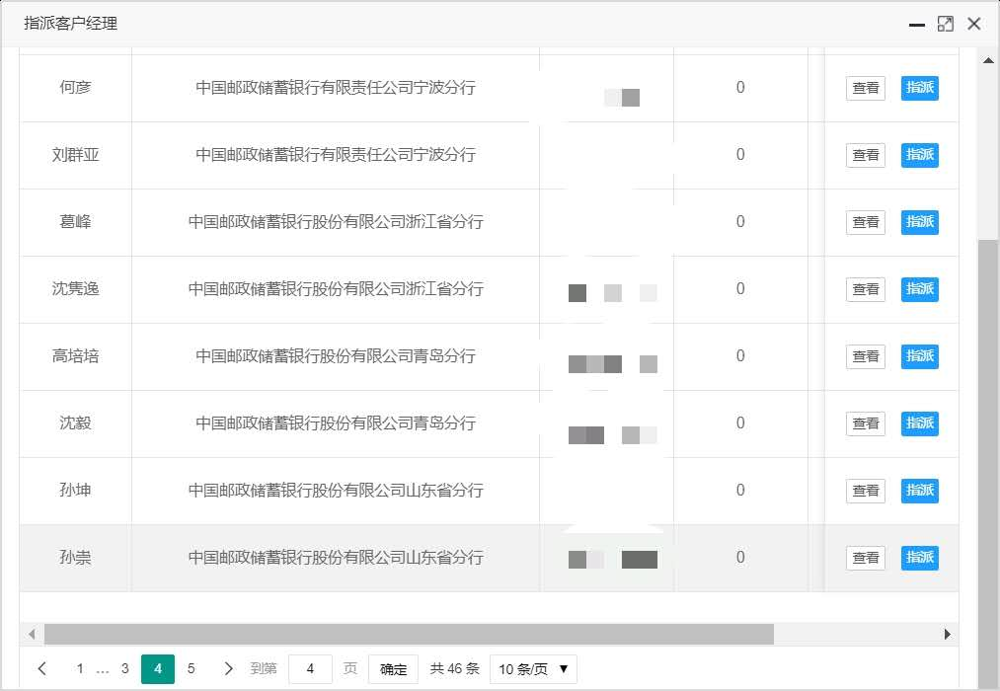 指派客户经理
何彦 中国邮政储蓄银行有限责任公司宁波分行 0 查看 指派
刘群亚 中国邮政储蓄银行有限责任公司宁波分行 0 查看 指派
葛峰 中国邮政储蓄银行股份有限公司浙江省分行 0 查看 指派
沈隽逸 中国邮政储蓄银行股份有限公司浙江省分行 0 查看 指派
高培培 中国邮政储蓄银行股份有限公司青岛分行 0 查看 指派
沈毅 中国邮政储蓄银行股份有限公司青岛分行 0 查看 指派
孙坤 中国邮政储蓄银行股份有限公司山东省分行 0 查看 指派
孙崇 中国邮政储蓄银行股份有限公司山东省分行 0 查看 指派
1 … 3 4 5 到第 4 页 确定 共 46 条 10 条/页